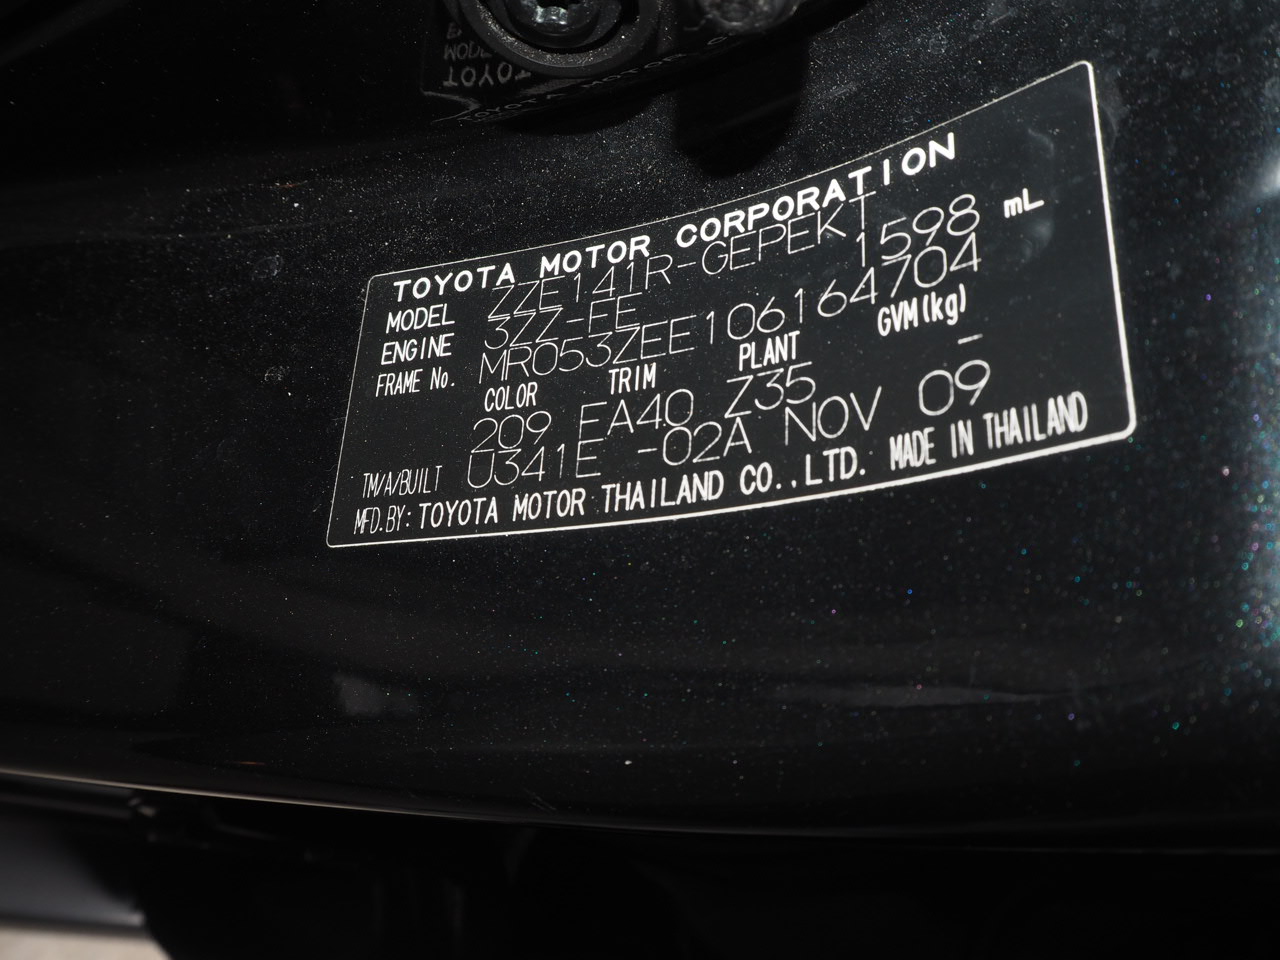 TOYOTA MOTOR CORPORATION
MODEL ZZE141R-GEPEKT
ENGINE 3ZZ-FE 1598 mL
FRAME No. MR053ZEE106164704
COLOR TRIM PLANT GVM(kg)
209 EA40 Z35 –
TM/A/BUILT U341E -02A NOV 09
MFD.BY: TOYOTA MOTOR THAILAND CO.,LTD. MADE IN THAILAND